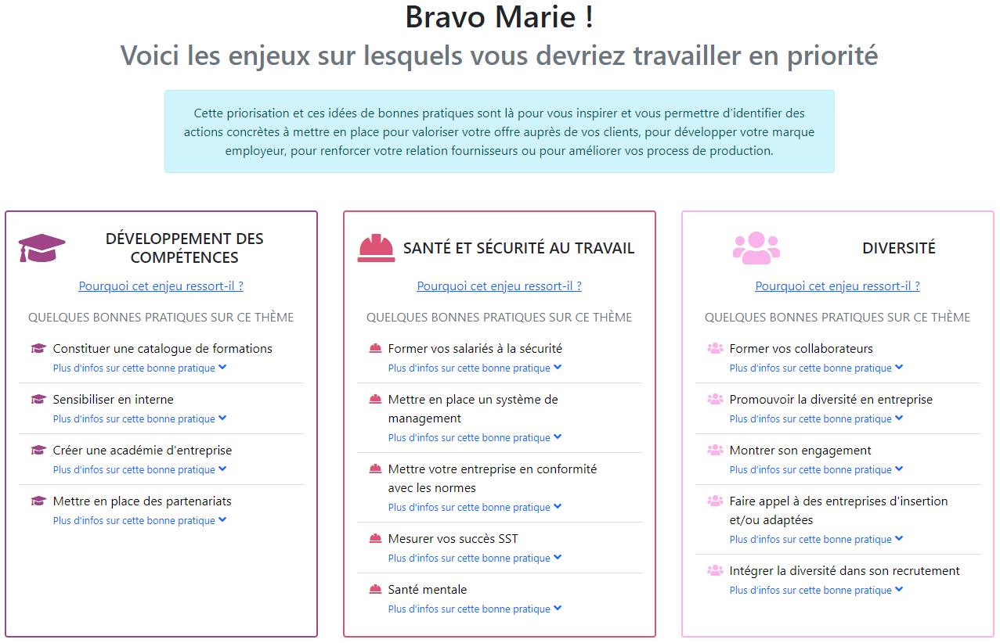 Bravo Marie !
Voici les enjeux sur lesquels vous devriez travailler en priorité
Cette priorisation et ces idées de bonnes pratiques sont là pour vous inspirer et vous permettre d’identifier des
actions concrètes à mettre en place pour valoriser votre offre auprès de vos clients, pour développer votre marque
employeur, pour renforcer votre relation fournisseurs ou pour améliorer vos process de production.
DÉVELOPPEMENT DES
COMPÉTENCES
Pourquoi cet enjeu ressort-il ?
QUELQUES BONNES PRATIQUES SUR CE THÈME
Constituer une catalogue de formations
Plus d'infos sur cette bonne pratique
Sensibiliser en interne
Plus d'infos sur cette bonne pratique
Créer une académie d'entreprise
Plus d'infos sur cette bonne pratique
Mettre en place des partenariats
Plus d'infos sur cette bonne pratique
SANTÉ ET SÉCURITÉ AU TRAVAIL
Pourquoi cet enjeu ressort-il ?
QUELQUES BONNES PRATIQUES SUR CE THÈME
Former vos salariés à la sécurité
Plus d'infos sur cette bonne pratique
Mettre en place un système de
management
Plus d'infos sur cette bonne pratique
Mettre votre entreprise en conformité
avec les normes
Plus d'infos sur cette bonne pratique
Mesurer vos succès SST
Plus d'infos sur cette bonne pratique
Santé mentale
Plus d'infos sur cette bonne pratique
DIVERSITÉ
Pourquoi cet enjeu ressort-il ?
QUELQUES BONNES PRATIQUES SUR CE THÈME
Former vos collaborateurs
Plus d'infos sur cette bonne pratique
Promouvoir la diversité en entreprise
Plus d'infos sur cette bonne pratique
Montrer son engagement
Plus d'infos sur cette bonne pratique
Faire appel à des entreprises d'insertion
et/ou adaptées
Plus d'infos sur cette bonne pratique
Intégrer la diversité dans son recrutement
Plus d'infos sur cette bonne pratique